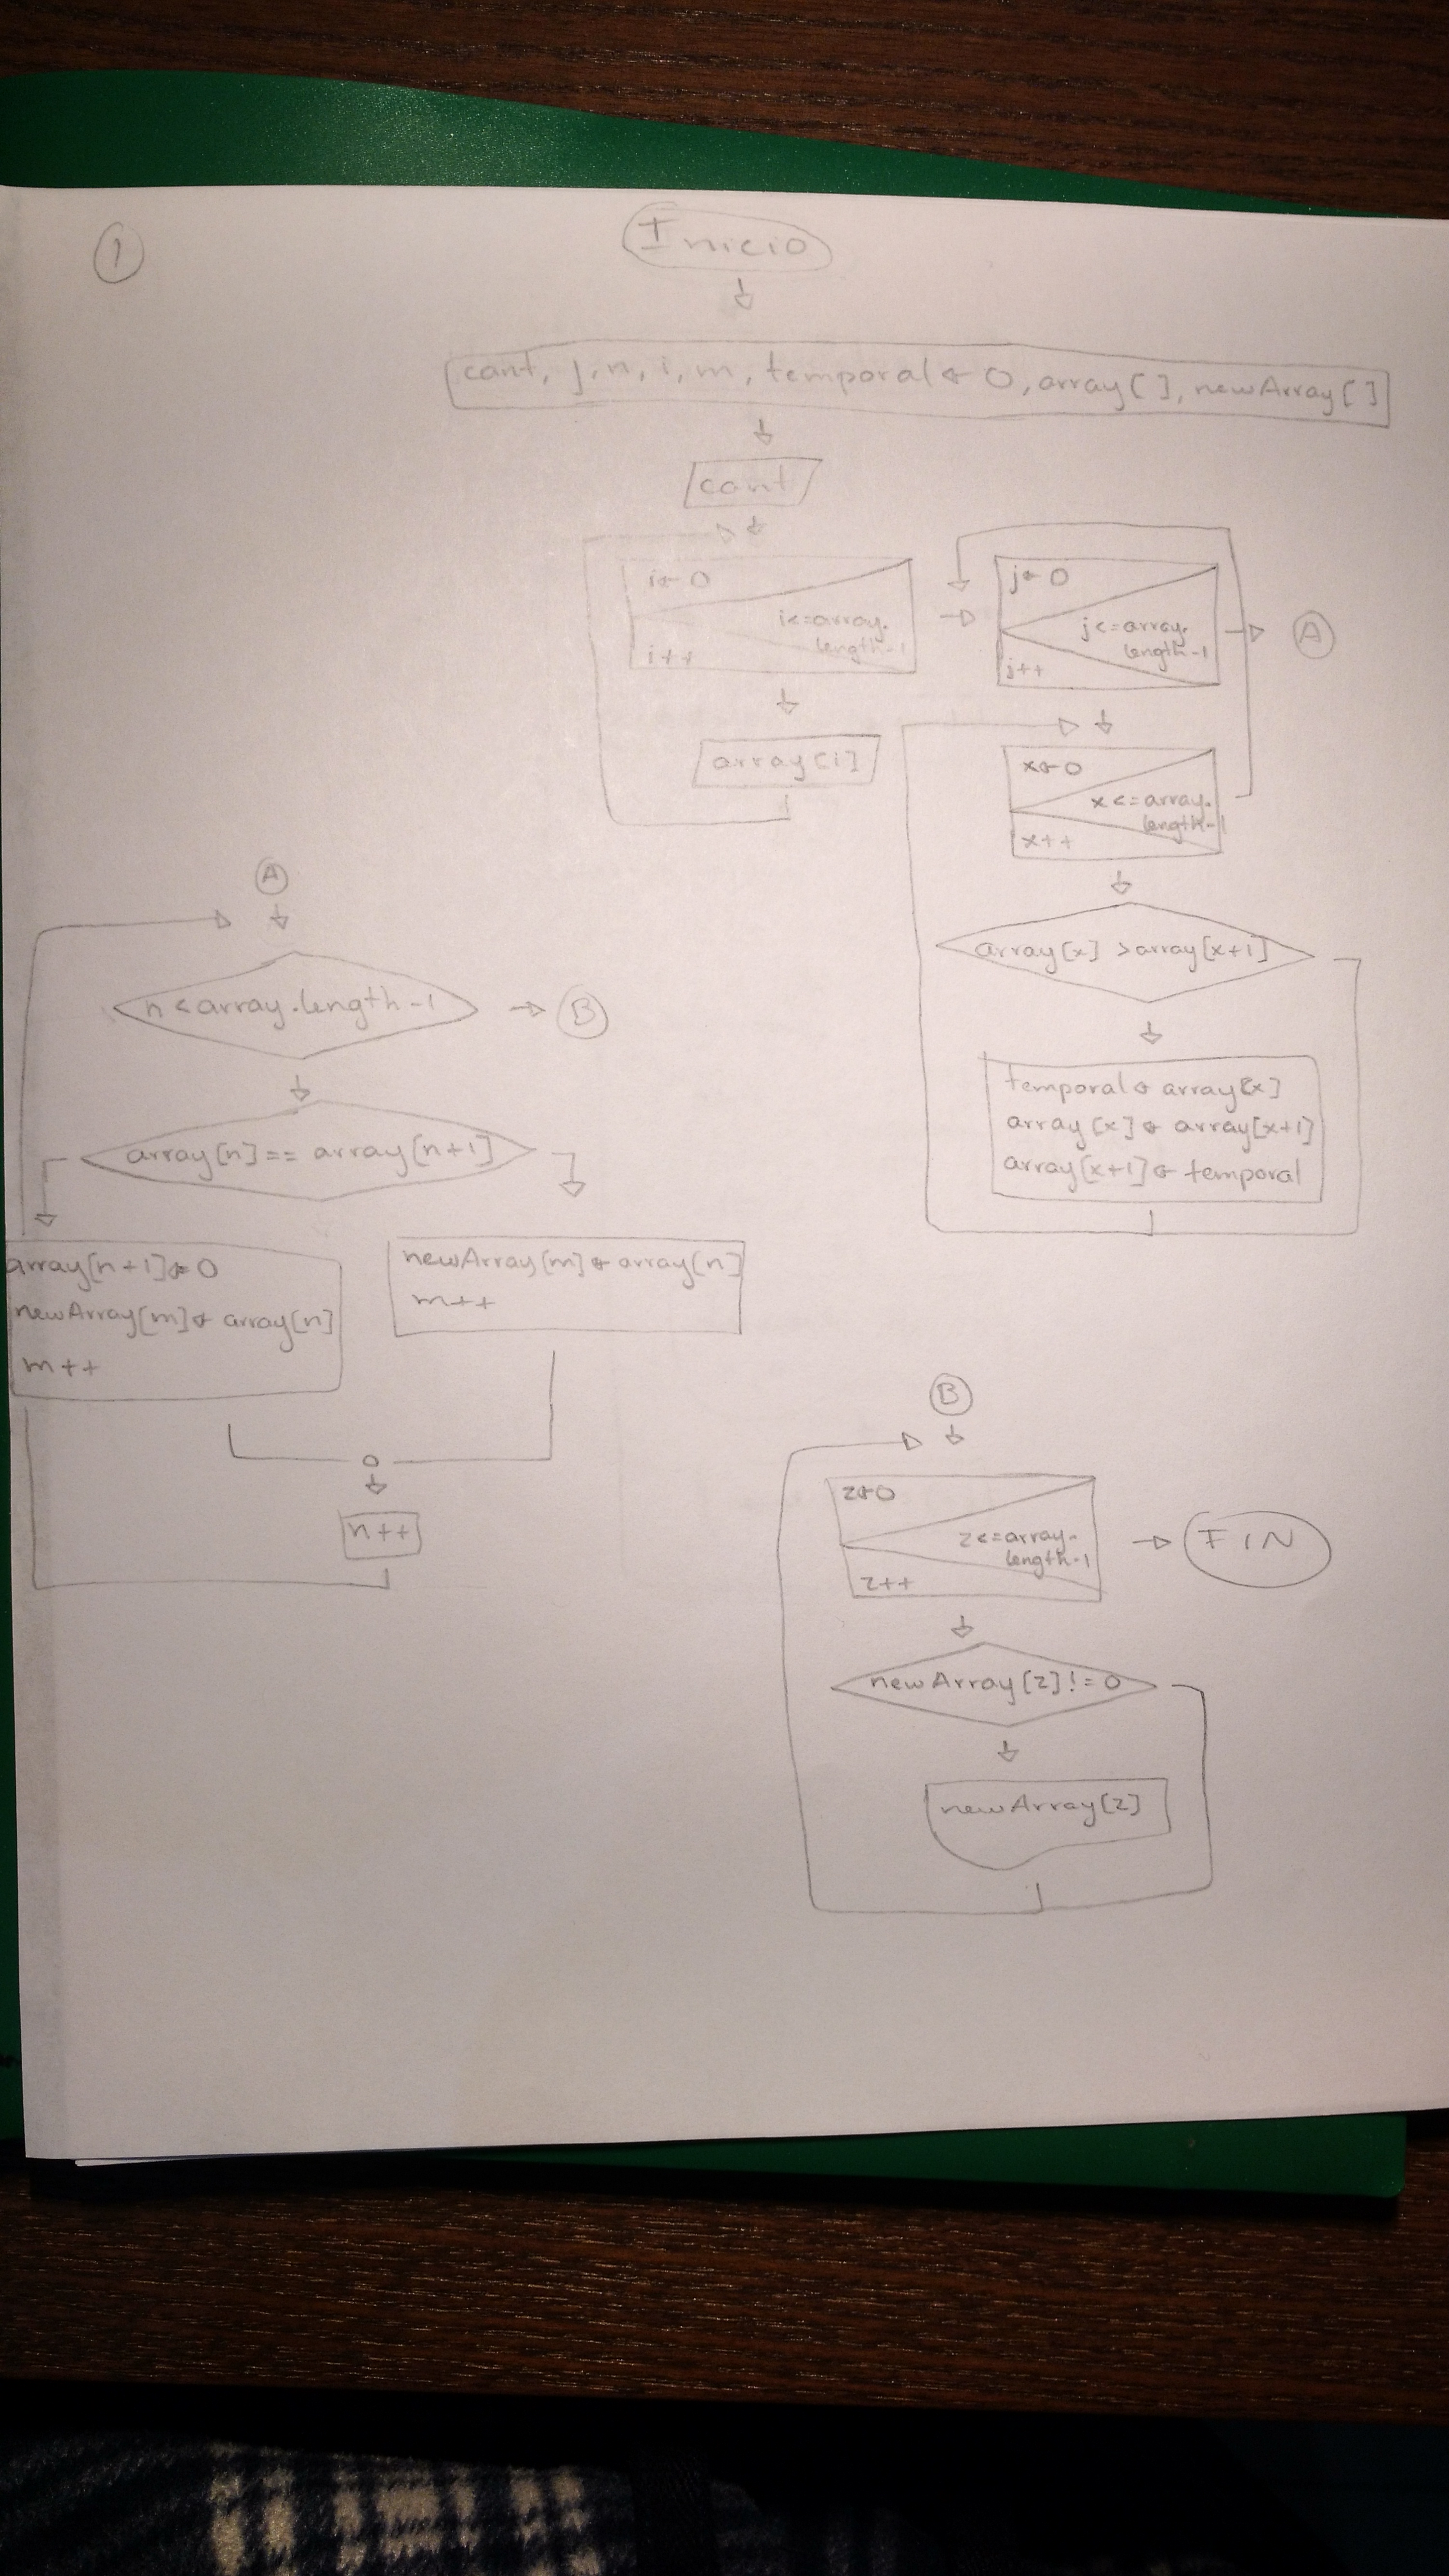 1
Inicio
cant, j, n, i, m, temporal ← 0, array[ ], newArray[ ]
cant
i← 0
i<=array.
length-1
i++
array[i]
j← 0
j<=array.
length-1
j++
A
x←0
x<=array.
length-1
x++
array[x] >array[x+1]
temporal ← array[x]
array[x] ← array[x+1]
array[x+1] ← temporal
A
n <array.length-1
B
array[n]== array[n+1]
array[n+1]← 0
newArray[m]← array[n]
m++
newArray[m] ← array[n]
m++
n++
B
z←0
z<=array.
length-1
z++
FIN
newArray[z]!=0
newArray[z]